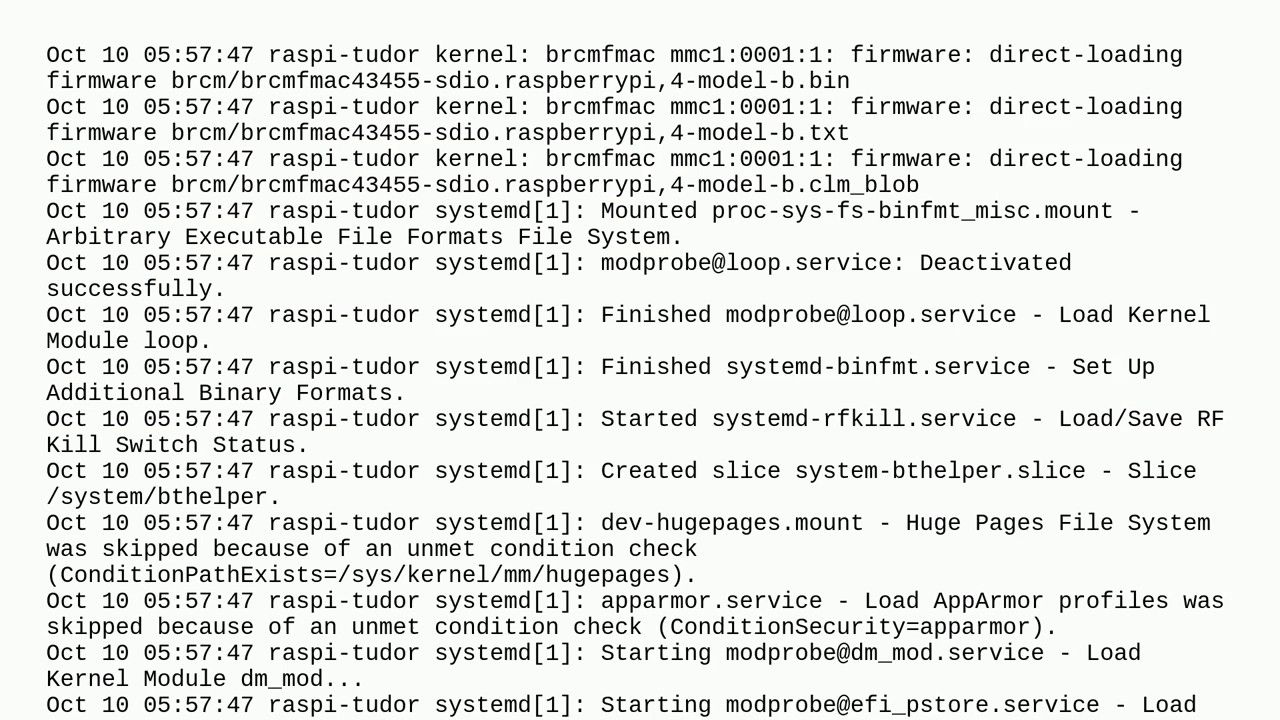 Oct 10 05:57:47 raspi-tudor kernel: brcmfmac mmc1:0001:1: firmware: direct-loading
firmware brcm/brcmfmac43455-sdio.raspberrypi,4-model-b.bin
Oct 10 05:57:47 raspi-tudor kernel: brcmfmac mmc1:0001:1: firmware: direct-loading
firmware brcm/brcmfmac43455-sdio.raspberrypi,4-model-b.txt
Oct 10 05:57:47 raspi-tudor kernel: brcmfmac mmc1:0001:1: firmware: direct-loading
firmware brcm/brcmfmac43455-sdio.raspberrypi,4-model-b.clm_blob
Oct 10 05:57:47 raspi-tudor systemd[1]: Mounted proc-sys-fs-binfmt_misc.mount -
Arbitrary Executable File Formats File System.
Oct 10 05:57:47 raspi-tudor systemd[1]: modprobe@loop.service: Deactivated
successfully.
Oct 10 05:57:47 raspi-tudor systemd[1]: Finished modprobe@loop.service - Load Kernel
Module loop.
Oct 10 05:57:47 raspi-tudor systemd[1]: Finished systemd-binfmt.service - Set Up
Additional Binary Formats.
Oct 10 05:57:47 raspi-tudor systemd[1]: Started systemd-rfkill.service - Load/Save RF
Kill Switch Status.
Oct 10 05:57:47 raspi-tudor systemd[1]: Created slice system-bthelper.slice - Slice
/system/bthelper.
Oct 10 05:57:47 raspi-tudor systemd[1]: dev-hugepages.mount - Huge Pages File System
was skipped because of an unmet condition check
(ConditionPathExists=/sys/kernel/mm/hugepages).
Oct 10 05:57:47 raspi-tudor systemd[1]: apparmor.service - Load AppArmor profiles was
skipped because of an unmet condition check (ConditionSecurity=apparmor).
Oct 10 05:57:47 raspi-tudor systemd[1]: Starting modprobe@dm_mod.service - Load
Kernel Module dm_mod...
Oct 10 05:57:47 raspi-tudor systemd[1]: Starting modprobe@efi_pstore.service - Load